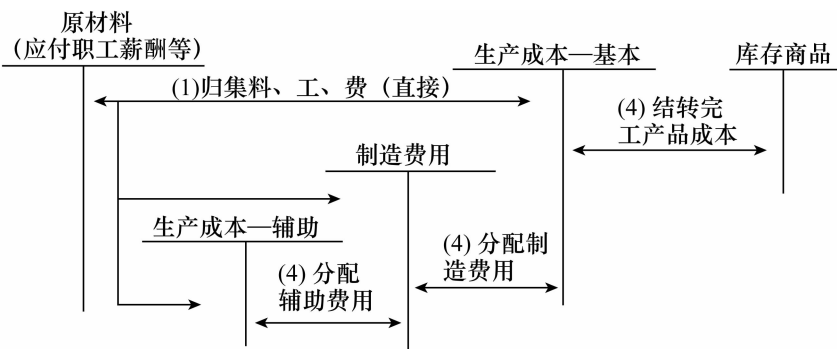 原材料
(应付职工薪酬等)
生产成本—基本
库存商品
(1)归集料、工、费（直接）
(4) 结转完
工产品成本
制造费用
生产成本—辅助
(4) 分配制
造费用
(4) 分配
辅助费用